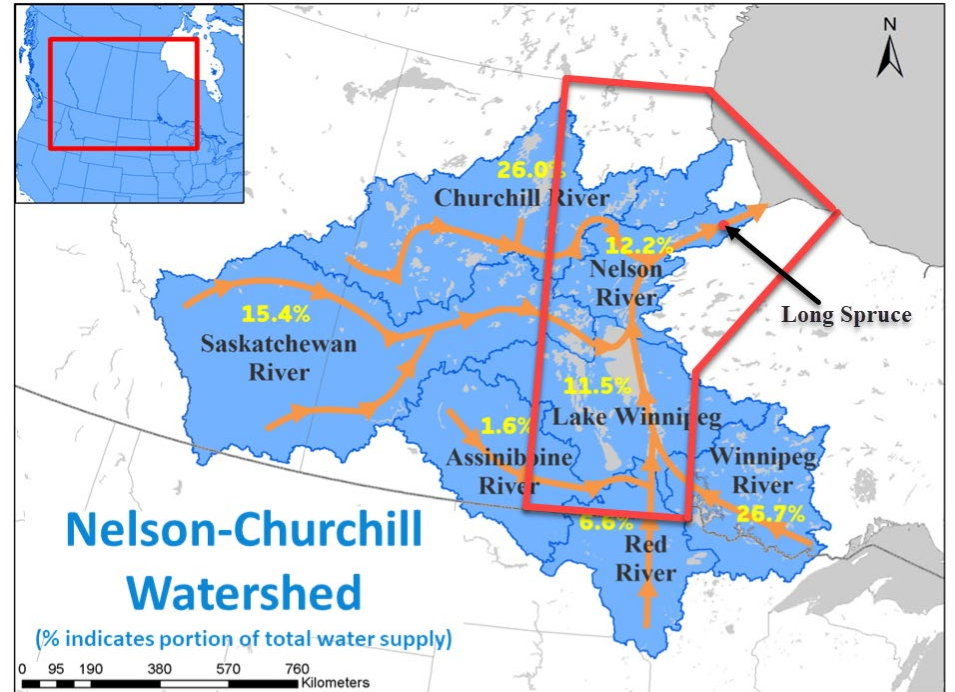 N
26.0%
Churchill River
12.2%
Nelson
River
Long Spruce
15.4%
Saskatchewan
River
11.5%
Lake Winnipeg
1.6%
Assiniboine
River
Winnipeg
River
26.7%
6.6%
Red
River
Nelson-Churchill
Watershed
(% indicates portion of total water supply)
0 95 190 380 570 760
Kilometers